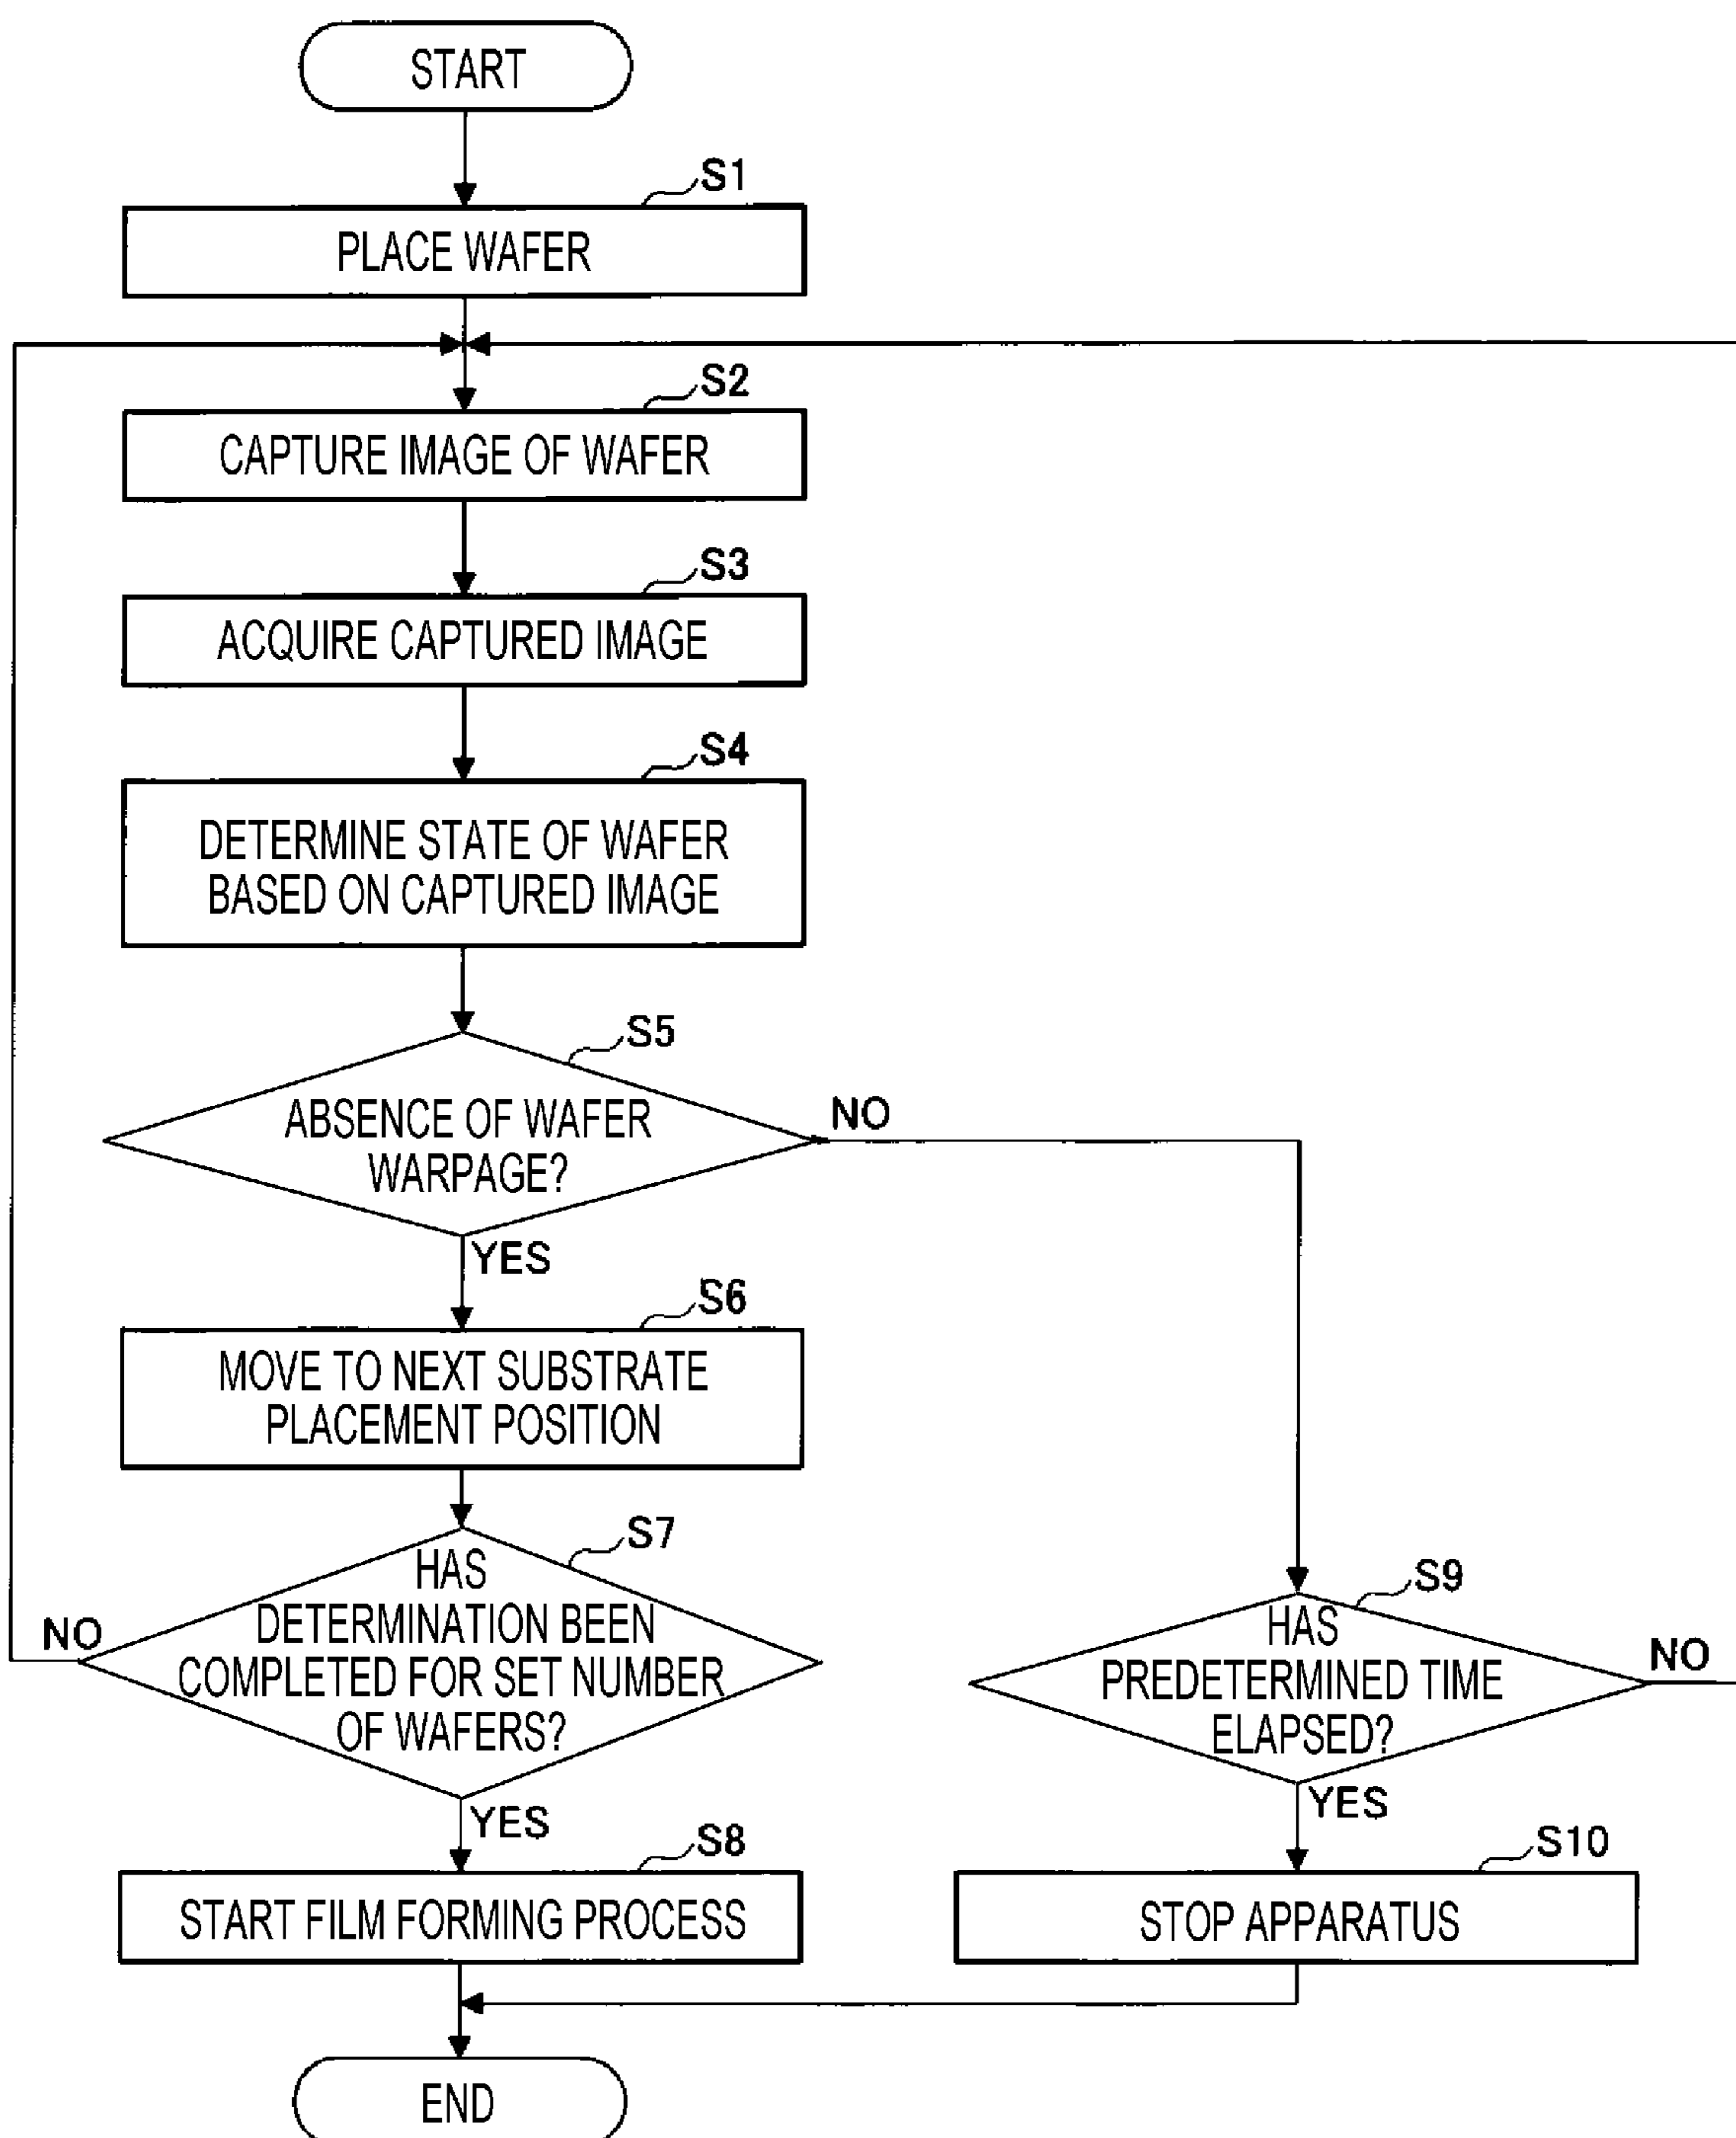 START
S1
PLACE WAFER
S2
CAPTURE IMAGE OF WAFER
S3
ACQUIRE CAPTURED IMAGE
S4
DETERMINE STATE OF WAFER
BASED ON CAPTURED IMAGE
S5
ABSENCE OF WAFER
WARPAGE?
NO
YES
S6
MOVE TO NEXT SUBSTRATE
PLACEMENT POSITION
S7
HAS
DETERMINATION BEEN
COMPLETED FOR SET NUMBER
OF WAFERS?
NO
YES
S9
HAS
PREDETERMINED TIME
ELAPSED?
NO
YES
S8
START FILM FORMING PROCESS
S10
STOP APPARATUS
END